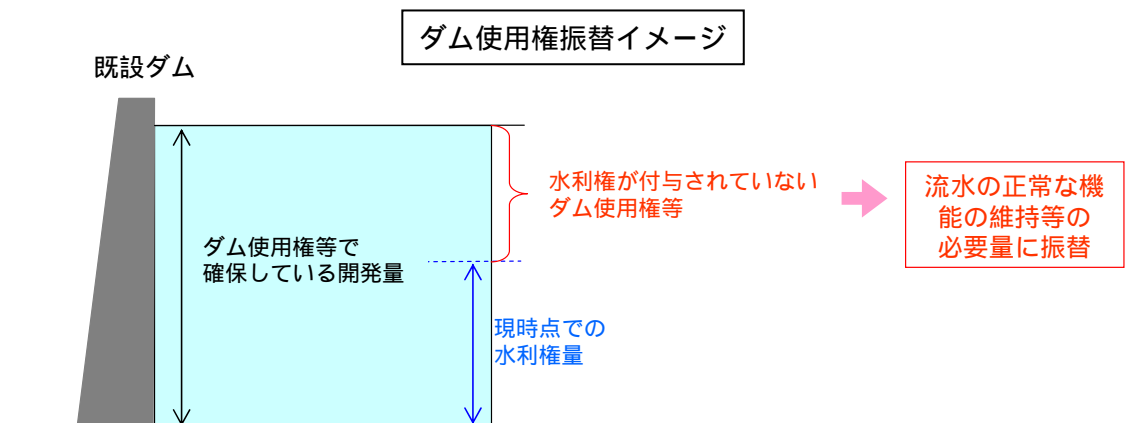 ダム使用権振替イメージ
既設ダム
水利権が付与されていない
ダム使用権等
流水の正常な機
能の維持等の
必要量に振替
ダム使用権等で
確保している開発量
現時点での
水利権量